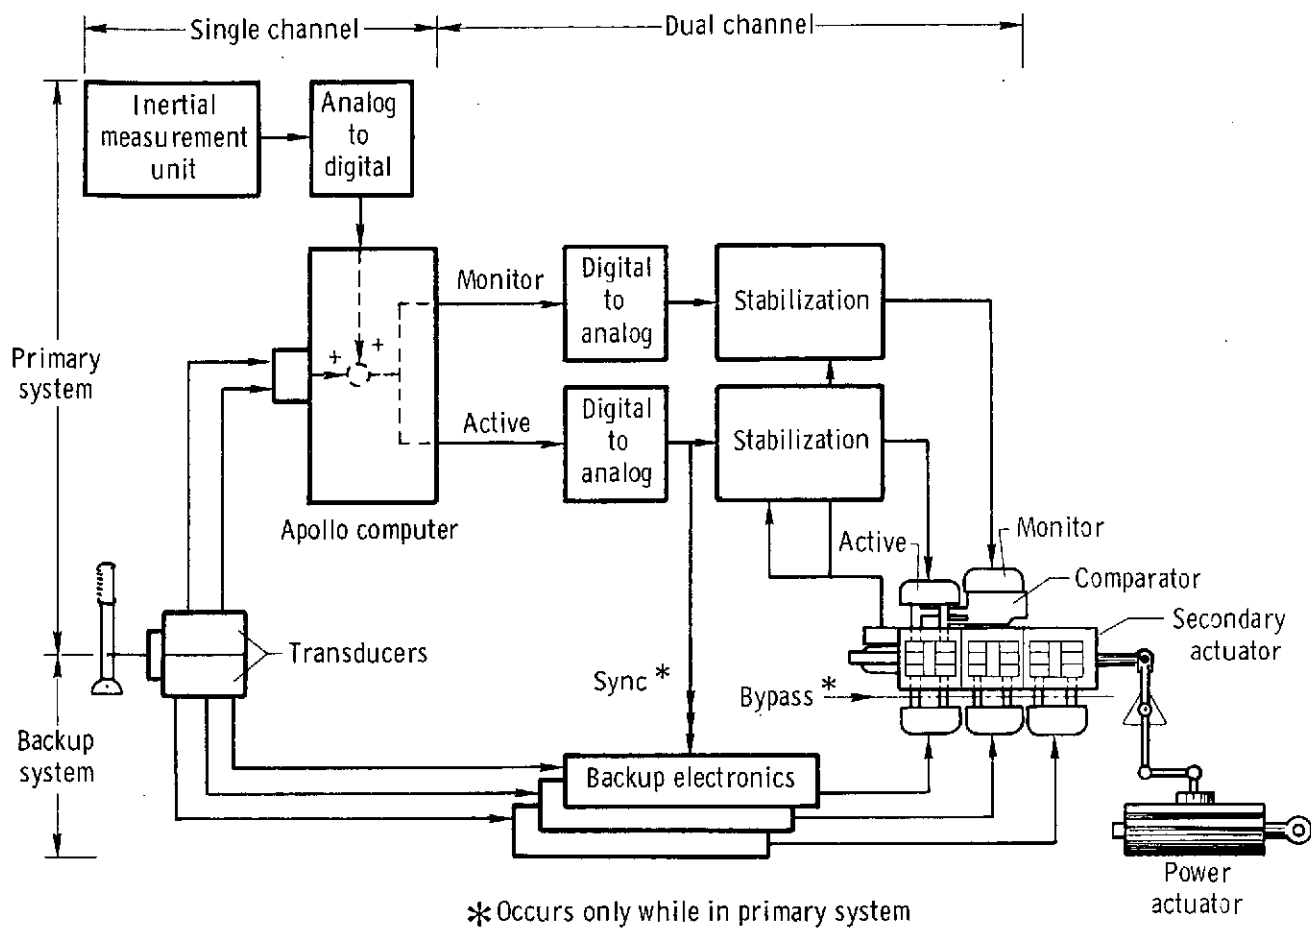 Single channel
Dual channel
Inertial
measurement
unit
Analog
to
digital
Monitor
Digital
to
analog
Stabilization
Primary
system
+
+
Active
Digital
to
analog
Stabilization
Apollo computer
Active
Monitor
Comparator
Secondary
actuator
Transducers
Sync *
Bypass *
Backup
system
Backup electronics
Power
actuator
* Occurs only while in primary system